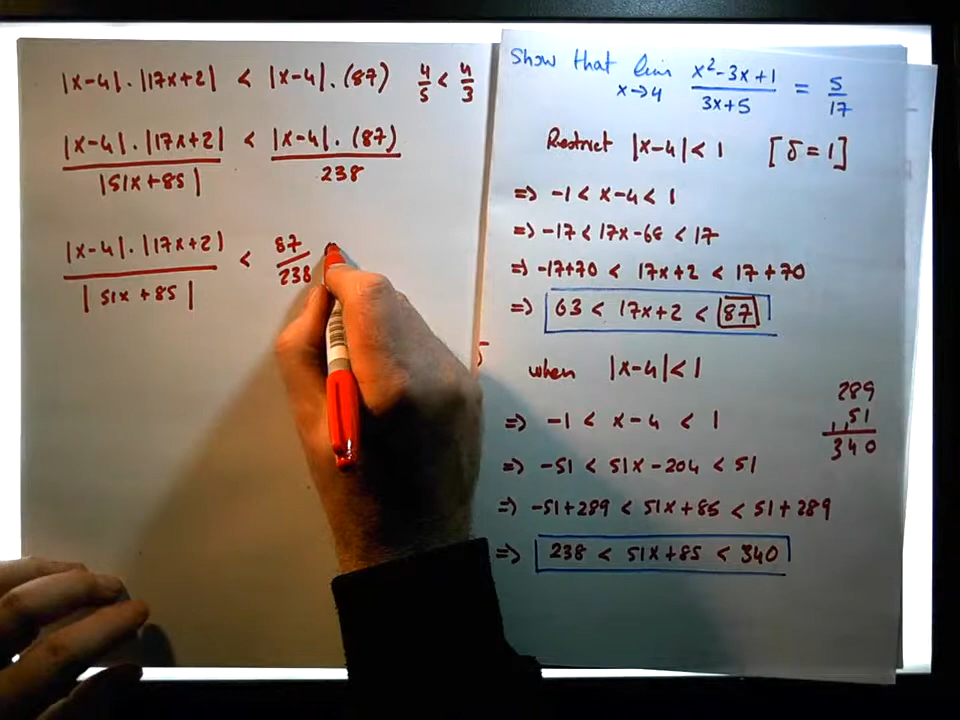 |x-4|.|17x+2| < |x-4|.(87) 4/5 < 4/3
|x-4|.|17x+2| / |51x+85| < |x-4|.(87) / 238
|x-4|.|17x+2| / |51x+85| < 87/238
Show that lim x→4 x²-3x+1 / 3x+5 = 5/17
Restrict |x-4|<1 [δ=1]
=> -1 < x-4 < 1
=> -17 < 17x-68 < 17
=> -17+70 < 17x+2 < 17+70
=> 63 < 17x+2 < 87
when |x-4|<1
=> -1 < x-4 < 1
=> -51 < 51x-204 < 51
=> -51+289 < 51x+85 < 51+289
=> 238 < 51x+85 < 340
289
51
11
340